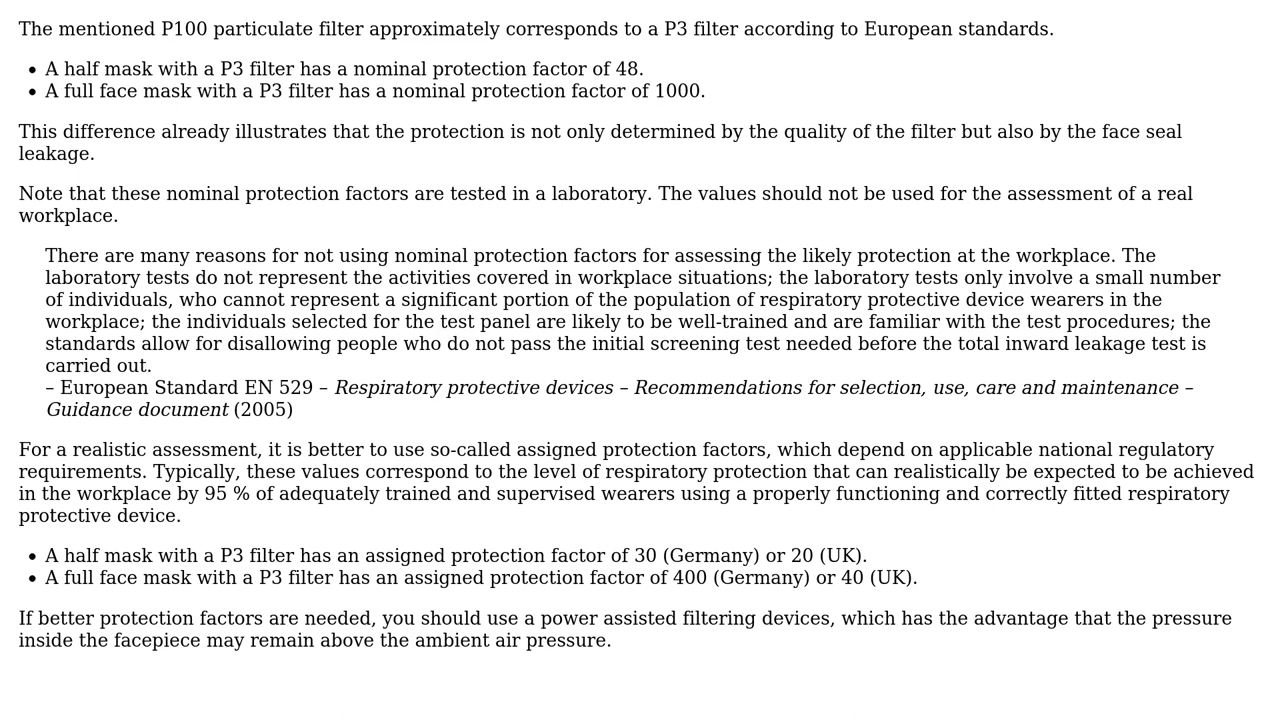 The mentioned P100 particulate filter approximately corresponds to a P3 filter according to European standards.
• A half mask with a P3 filter has a nominal protection factor of 48.
• A full face mask with a P3 filter has a nominal protection factor of 1000.
This difference already illustrates that the protection is not only determined by the quality of the filter but also by the face seal
leakage.
Note that these nominal protection factors are tested in a laboratory. The values should not be used for the assessment of a real
workplace.
There are many reasons for not using nominal protection factors for assessing the likely protection at the workplace. The
laboratory tests do not represent the activities covered in workplace situations; the laboratory tests only involve a small number
of individuals, who cannot represent a significant portion of the population of respiratory protective device wearers in the
workplace; the individuals selected for the test panel are likely to be well-trained and are familiar with the test procedures; the
standards allow for disallowing people who do not pass the initial screening test needed before the total inward leakage test is
carried out.
– European Standard EN 529 – Respiratory protective devices – Recommendations for selection, use, care and maintenance –
Guidance document (2005)
For a realistic assessment, it is better to use so-called assigned protection factors, which depend on applicable national regulatory
requirements. Typically, these values correspond to the level of respiratory protection that can realistically be expected to be achieved
in the workplace by 95 % of adequately trained and supervised wearers using a properly functioning and correctly fitted respiratory
protective device.
• A half mask with a P3 filter has an assigned protection factor of 30 (Germany) or 20 (UK).
• A full face mask with a P3 filter has an assigned protection factor of 400 (Germany) or 40 (UK).
If better protection factors are needed, you should use a power assisted filtering devices, which has the advantage that the pressure
inside the facepiece may remain above the ambient air pressure.